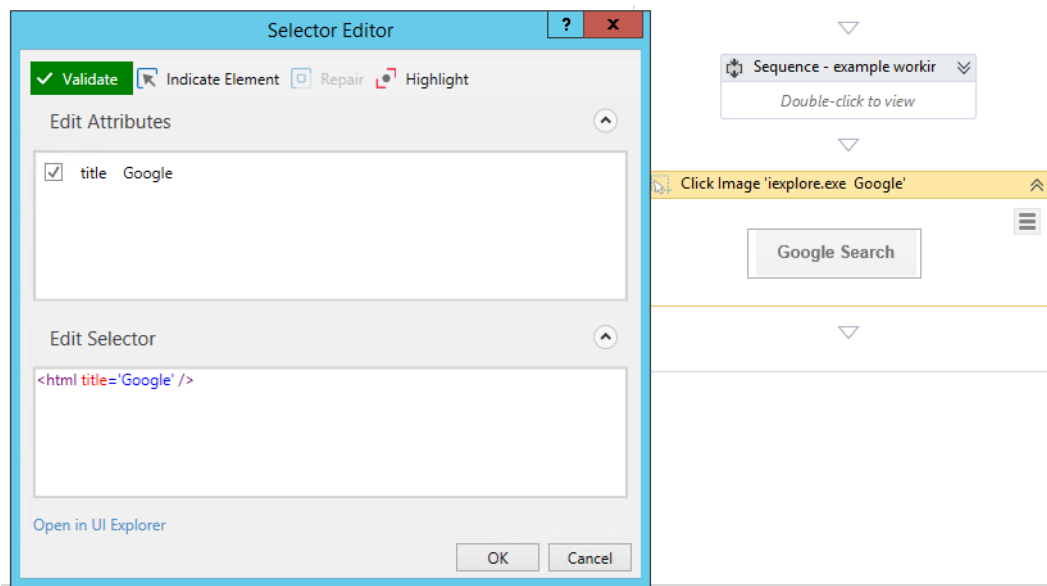 Selector Editor
?
x
Validate
Indicate Element
Repair
Highlight
Edit Attributes
title Google
Edit Selector
<html title='Google' />
Open in UI Explorer
OK
Cancel
Sequence - example workir
Double-click to view
Click Image 'iexplore.exe Google'
Google Search